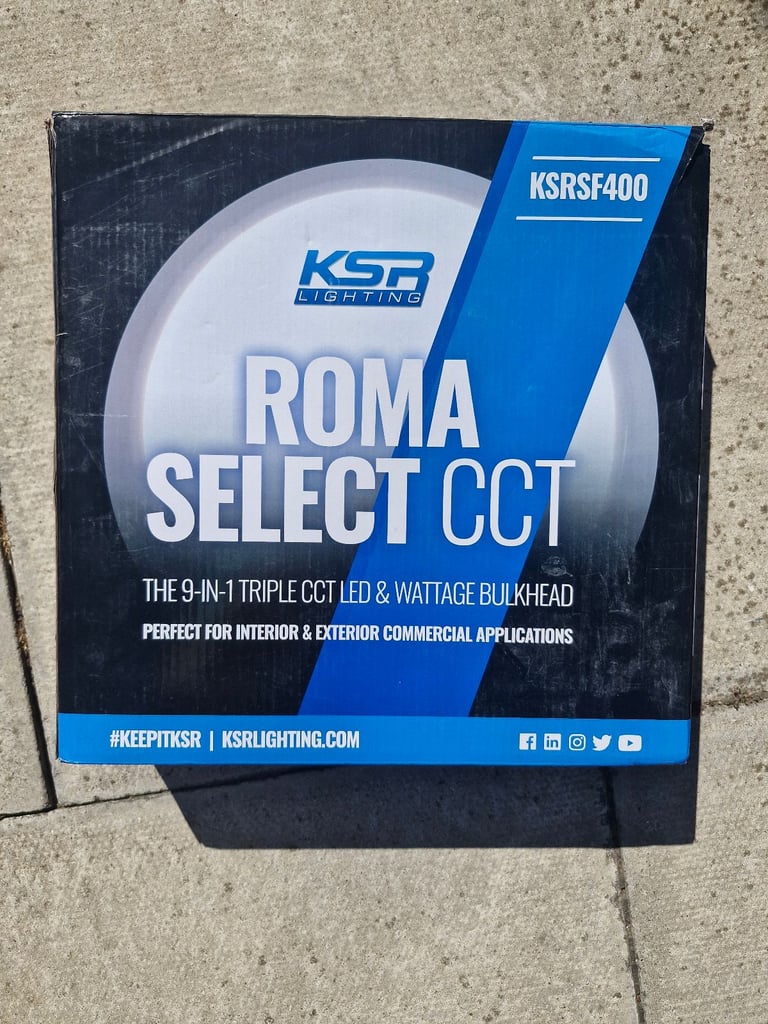 KSRSF400
KSR
LIGHTING
ROMA
SELECT CCT
THE 9-IN-1 TRIPLE CCT LED & WATTAGE BULKHEAD
PERFECT FOR INTERIOR & EXTERIOR COMMERCIAL APPLICATIONS
#KEEPITKSR | KSRLIGHTING.COM